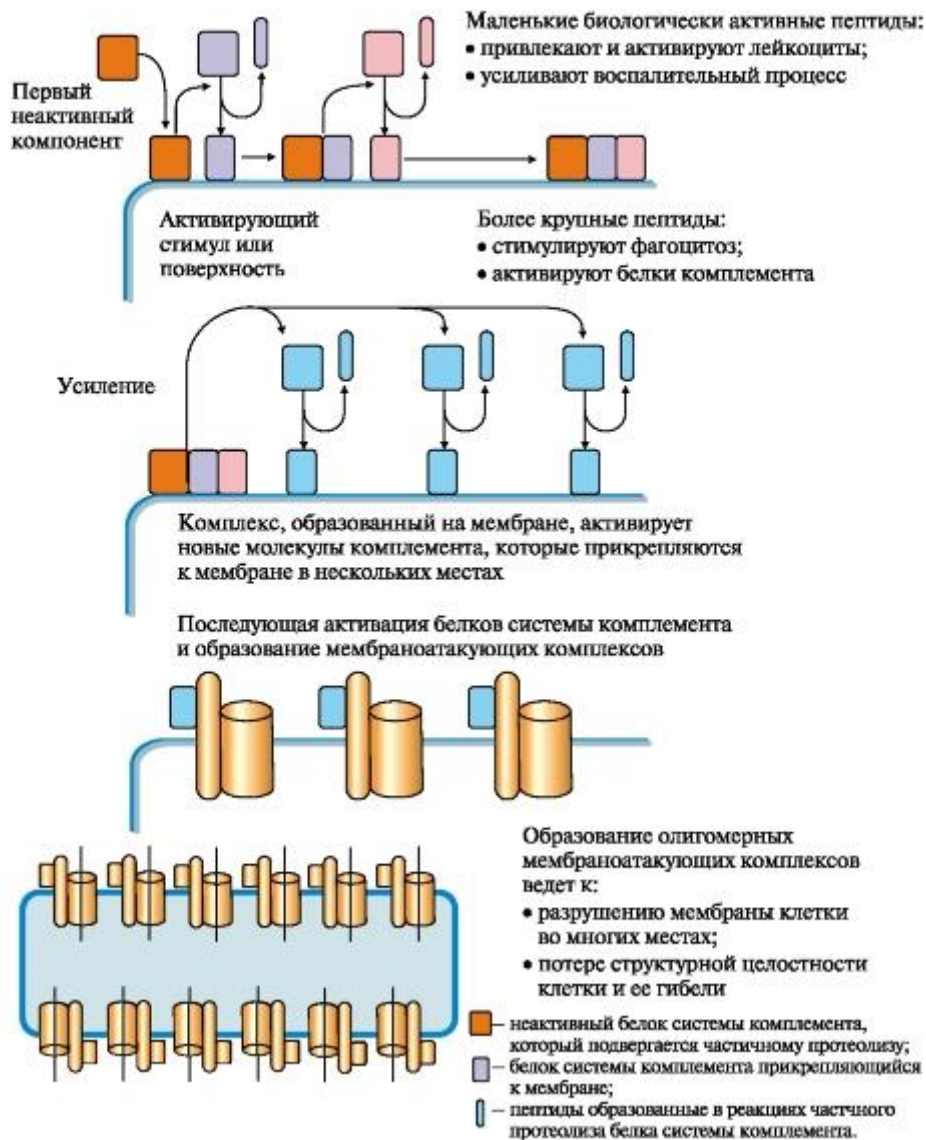 Маленькие биологически активные пептиды:
• привлекают и активируют лейкоциты;
• усиливают воспалительный процесс
Первый
неактивный
компонент
Активирующий
стимул или
поверхность
Более крупные пептиды:
• стимулируют фагоцитоз;
• активируют белки комплемента
Усиление
Комплекс, образованный на мембране, активирует
новые молекулы комплемента, которые прикрепляются
к мембране в нескольких местах
Последующая активация белков системы комплемента
и образование мембраноатакующих комплексов
Образование олигомерных
мембраноатакующих комплексов
ведет к:
• разрушению мембраны клетки
во многих местах;
• потере структурной целостности
клетки и ее гибели
– неактивный белок системы комплемента,
который подвергается частичному протеолизу;
– белок системы комплемента прикрепляющийся
к мембране;
– пептиды образованные в реакциях частчного
протеолиза белка системы комплемента.